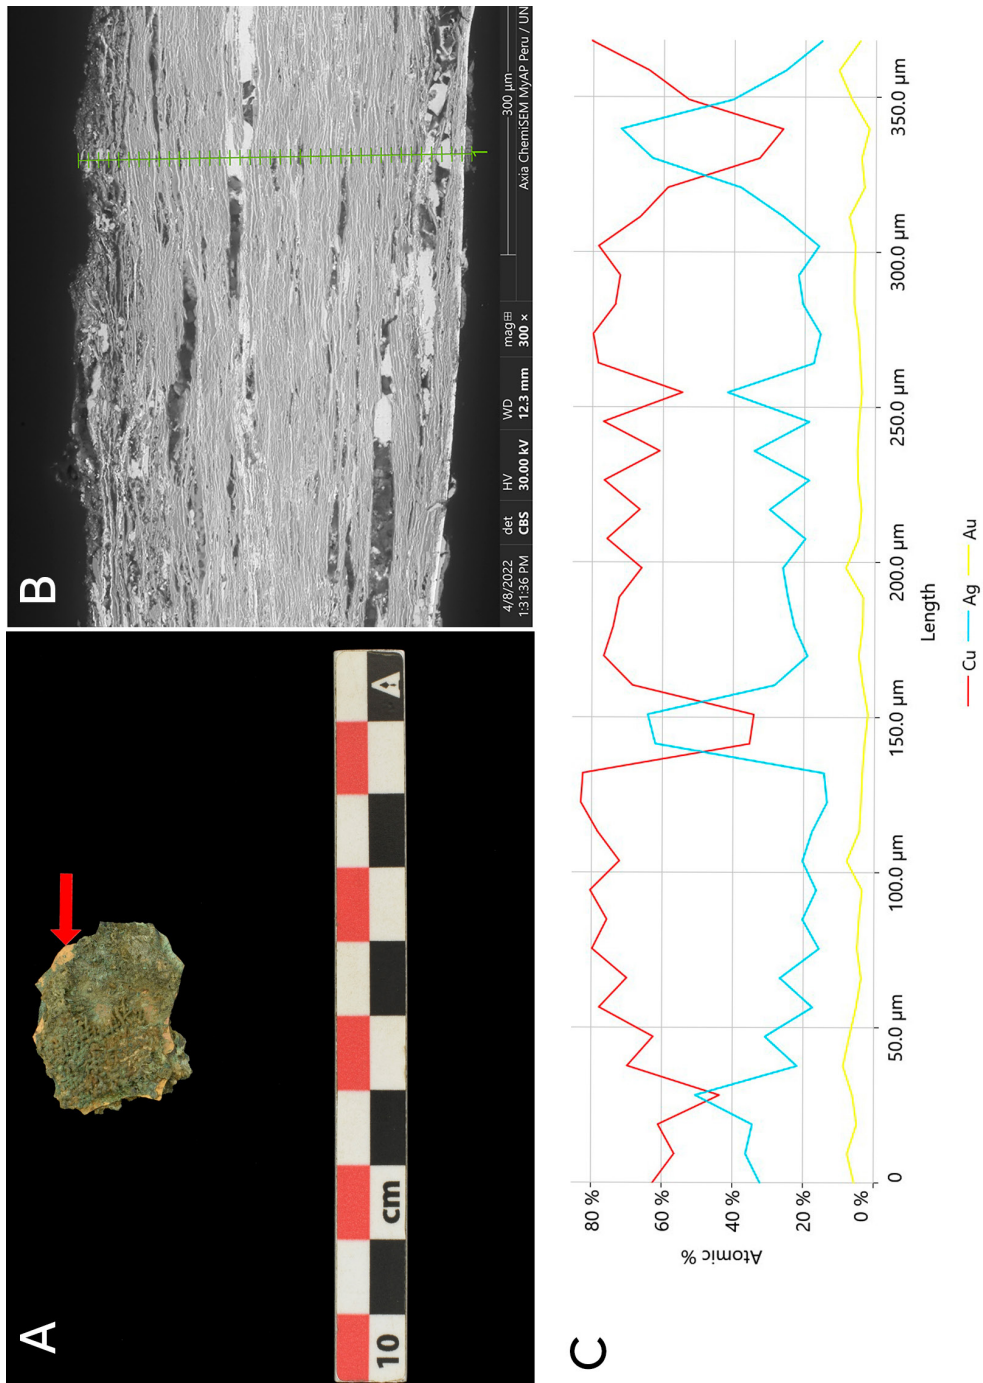 A
10 cm A
B
4/8/2022 det HV WD mag⊞ 300 µm
1:31:36 PM CBS 30.00 kV 12.3 mm 300 × Axia ChemiSEM MyAP Peru / UN
C
Atomic %
80 %
60 %
40 %
20 %
0 %
0 50.0 µm 100.0 µm 150.0 µm 200.0 µm 250.0 µm 300.0 µm 350.0 µm
Length
Cu Ag Au